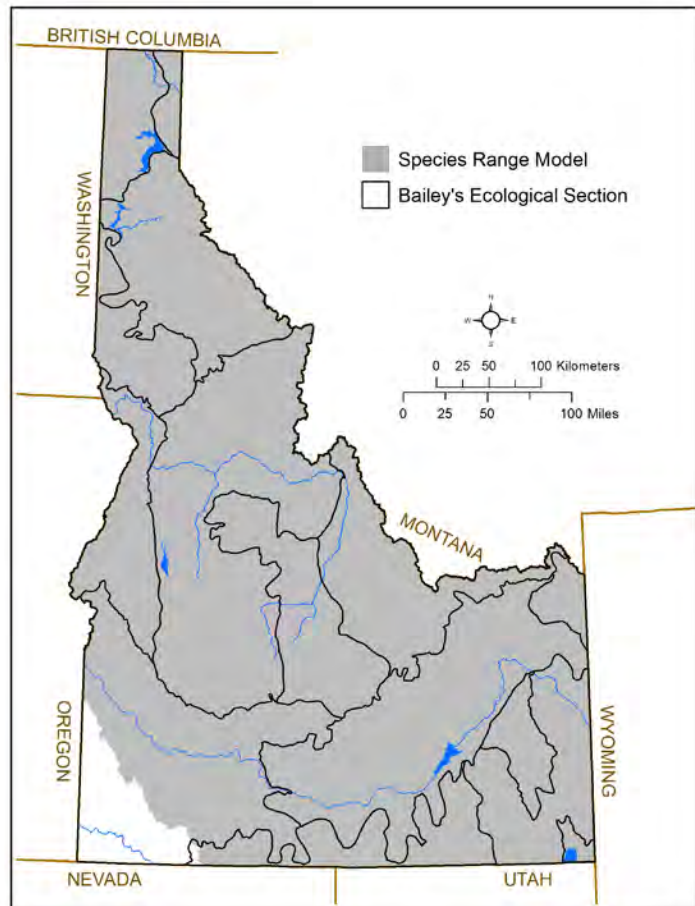 BRITISH COLUMBIA
WASHINGTON
Species Range Model
Bailey's Ecological Section
N
W E
S
0 25 50 100 Kilometers
0 25 50 100 Miles
MONTANA
OREGON
WYOMING
NEVADA
UTAH